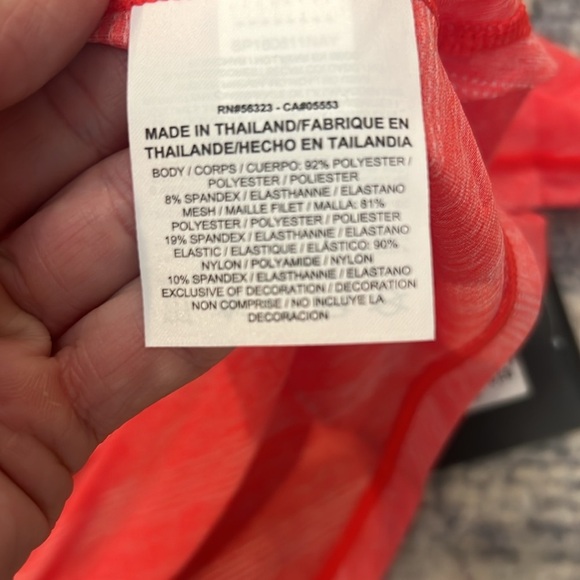 RN#56323 - CA#05553
MADE IN THAILAND/FABRIQUE EN
THAILANDE/HECHO EN TAILANDIA
BODY / CORPS / CUERPO: 92% POLYESTER /
POLYESTER / POLIESTER
8% SPANDEX / ELASTHANNE / ELASTANO
MESH / MAILLE FILET / MALLA: 81%
POLYESTER / POLYESTER / POLIESTER
19% SPANDEX / ELASTHANNE / ELASTANO
ELASTIC / ELASTIQUE / ELÁSTICO: 90%
NYLON / POLYAMIDE / NYLON
10% SPANDEX / ELASTHANNE / ELASTANO
EXCLUSIVE OF DECORATION / DECORATION
NON COMPRISE / NO INCLUYE LA
DECORACION